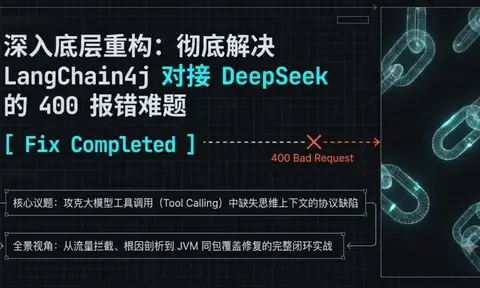 深入底层重构：彻底解决
LangChain4j 对接 DeepSeek
的 400 报错难题
[ Fix Completed ]
400 Bad Request
核心议题：攻克大模型工具调用（Tool Calling）中缺失思维上下文的协议缺陷
全景视角：从流量拦截、根因剖析到 JVM 同包覆盖修复的完整闭环实战